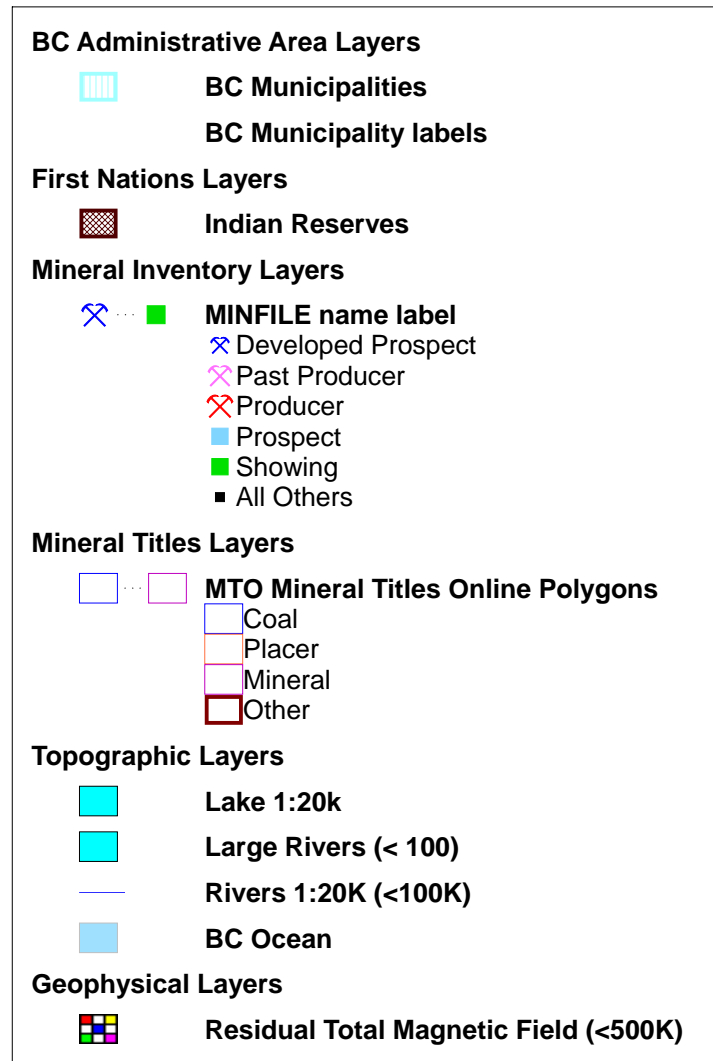 BC Administrative Area Layers
BC Municipalities
BC Municipality labels
First Nations Layers
Indian Reserves
Mineral Inventory Layers
MINFILE name label
Developed Prospect
Past Producer
Producer
Prospect
Showing
All Others
Mineral Titles Layers
MTO Mineral Titles Online Polygons
Coal
Placer
Mineral
Other
Topographic Layers
Lake 1:20k
Large Rivers (< 100)
Rivers 1:20K (<100K)
BC Ocean
Geophysical Layers
Residual Total Magnetic Field (<500K)